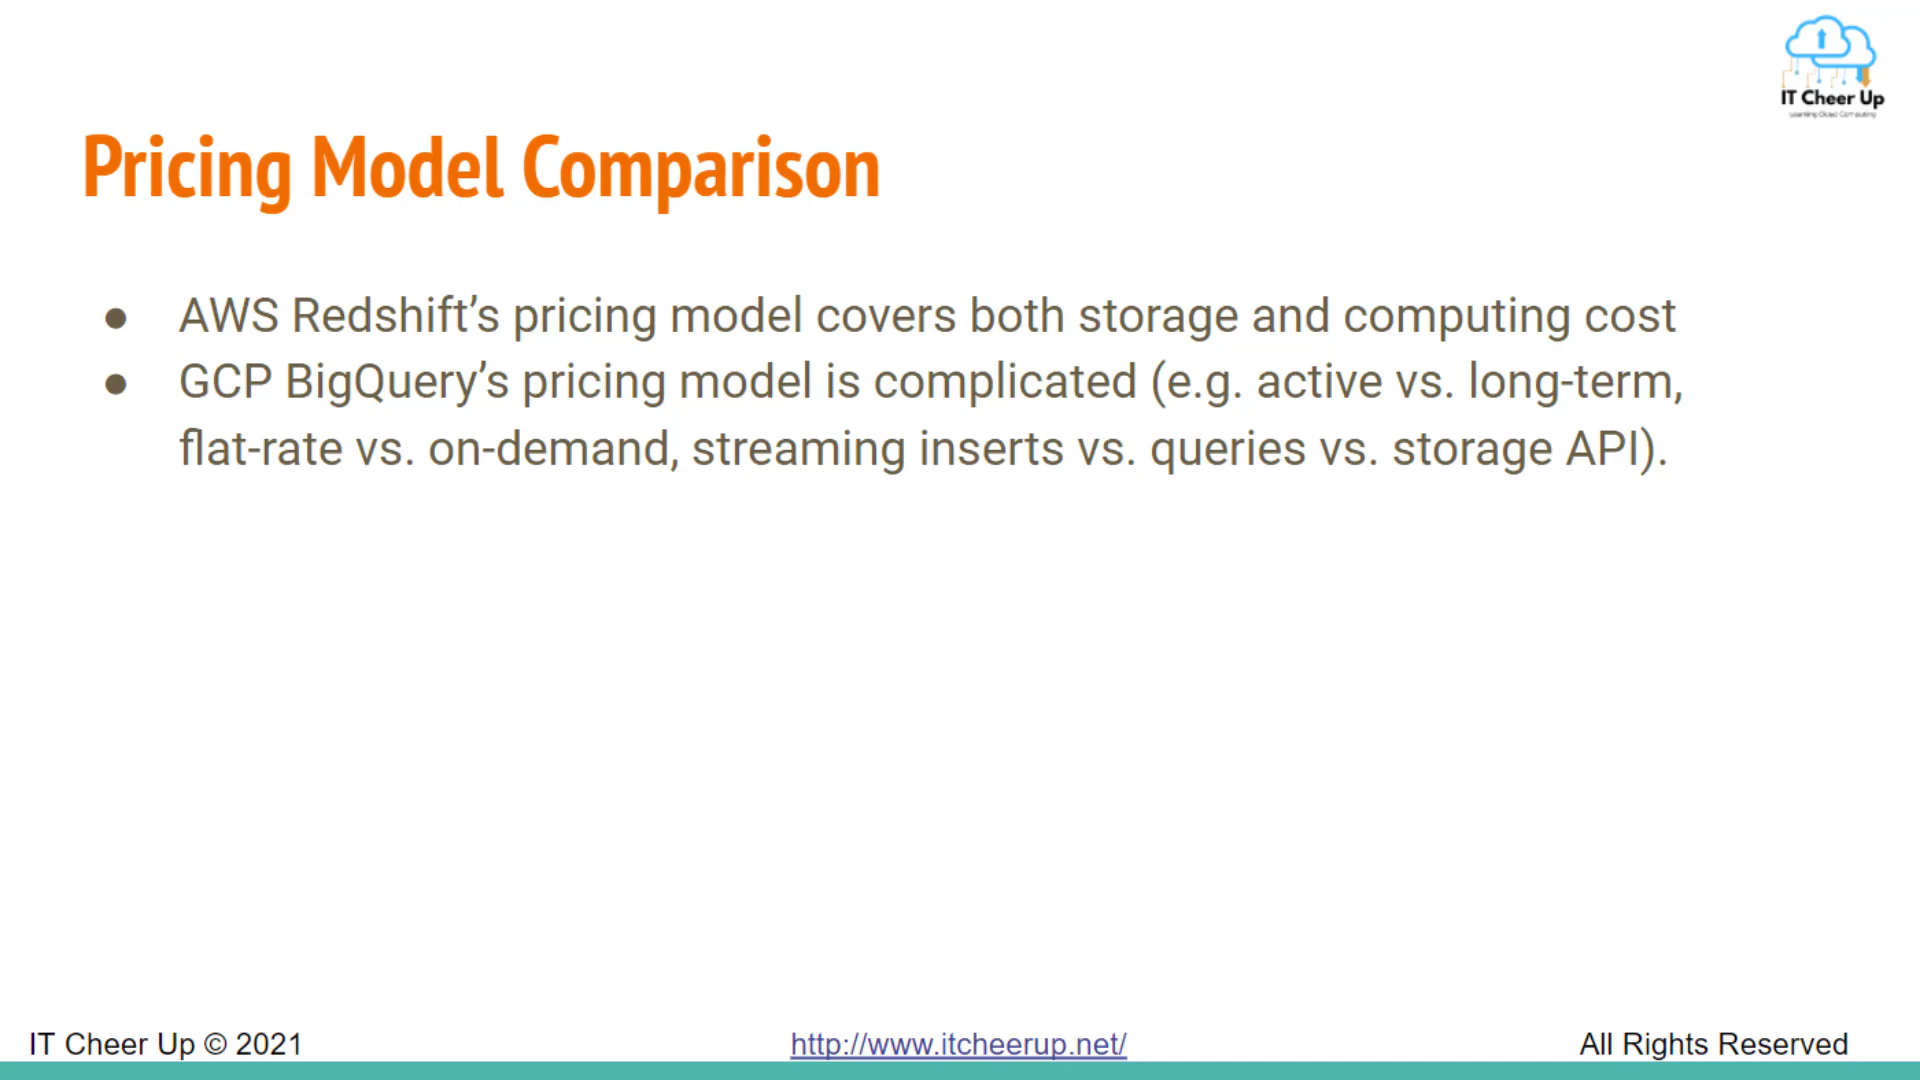 IT Cheer Up
Learning Cloud Computing
Pricing Model Comparison
● AWS Redshift’s pricing model covers both storage and computing cost
● GCP BigQuery’s pricing model is complicated (e.g. active vs. long-term,
flat-rate vs. on-demand, streaming inserts vs. queries vs. storage API).
IT Cheer Up © 2021
http://www.itcheerup.net/
All Rights Reserved